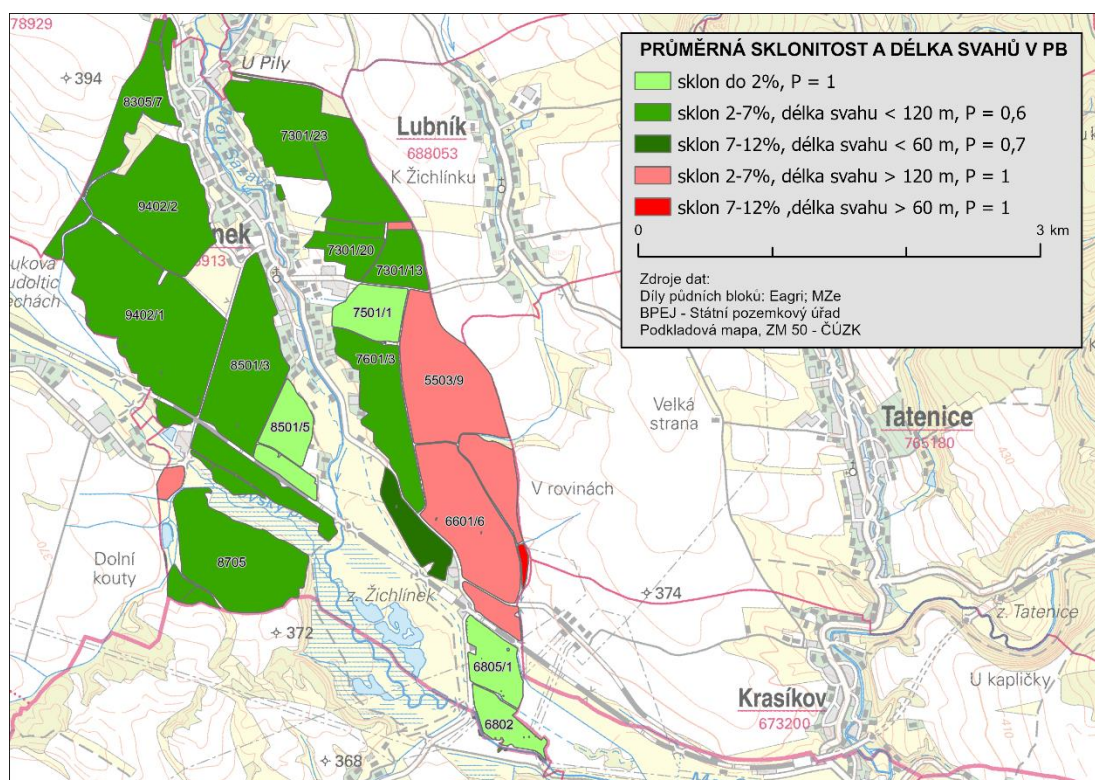 78929
394
U Pily
8305/7
7301/23
Lubník
688053
K Žichlínku
9402/2
nek
913
7301/20
7301/13
9402/1
7501/1
8501/3
7601/3
5503/9
8501/5
Velká
strana
Tatenice
765180
430
V rovinách
6601/6
370
8705
Dolní
kouty
z. Žichlínek
374
372
z. Tatenice
6805/1
U kapličky
Krasíkov
673200
6802
368
410
PRŮMĚRNÁ SKLONITOST A DÉLKA SVAHŮ V PB
sklon do 2%, P = 1
sklon 2-7%, délka svahu < 120 m, P = 0,6
sklon 7-12%, délka svahu < 60 m, P = 0,7
sklon 2-7%, délka svahu > 120 m, P = 1
sklon 7-12% ,délka svahu > 60 m, P = 1
0 3 km
Zdroje dat:
Díly půdních bloků: Eagri; MZe
BPEJ - Státní pozemkový úřad
Podkladová mapa, ZM 50 - ČÚZK